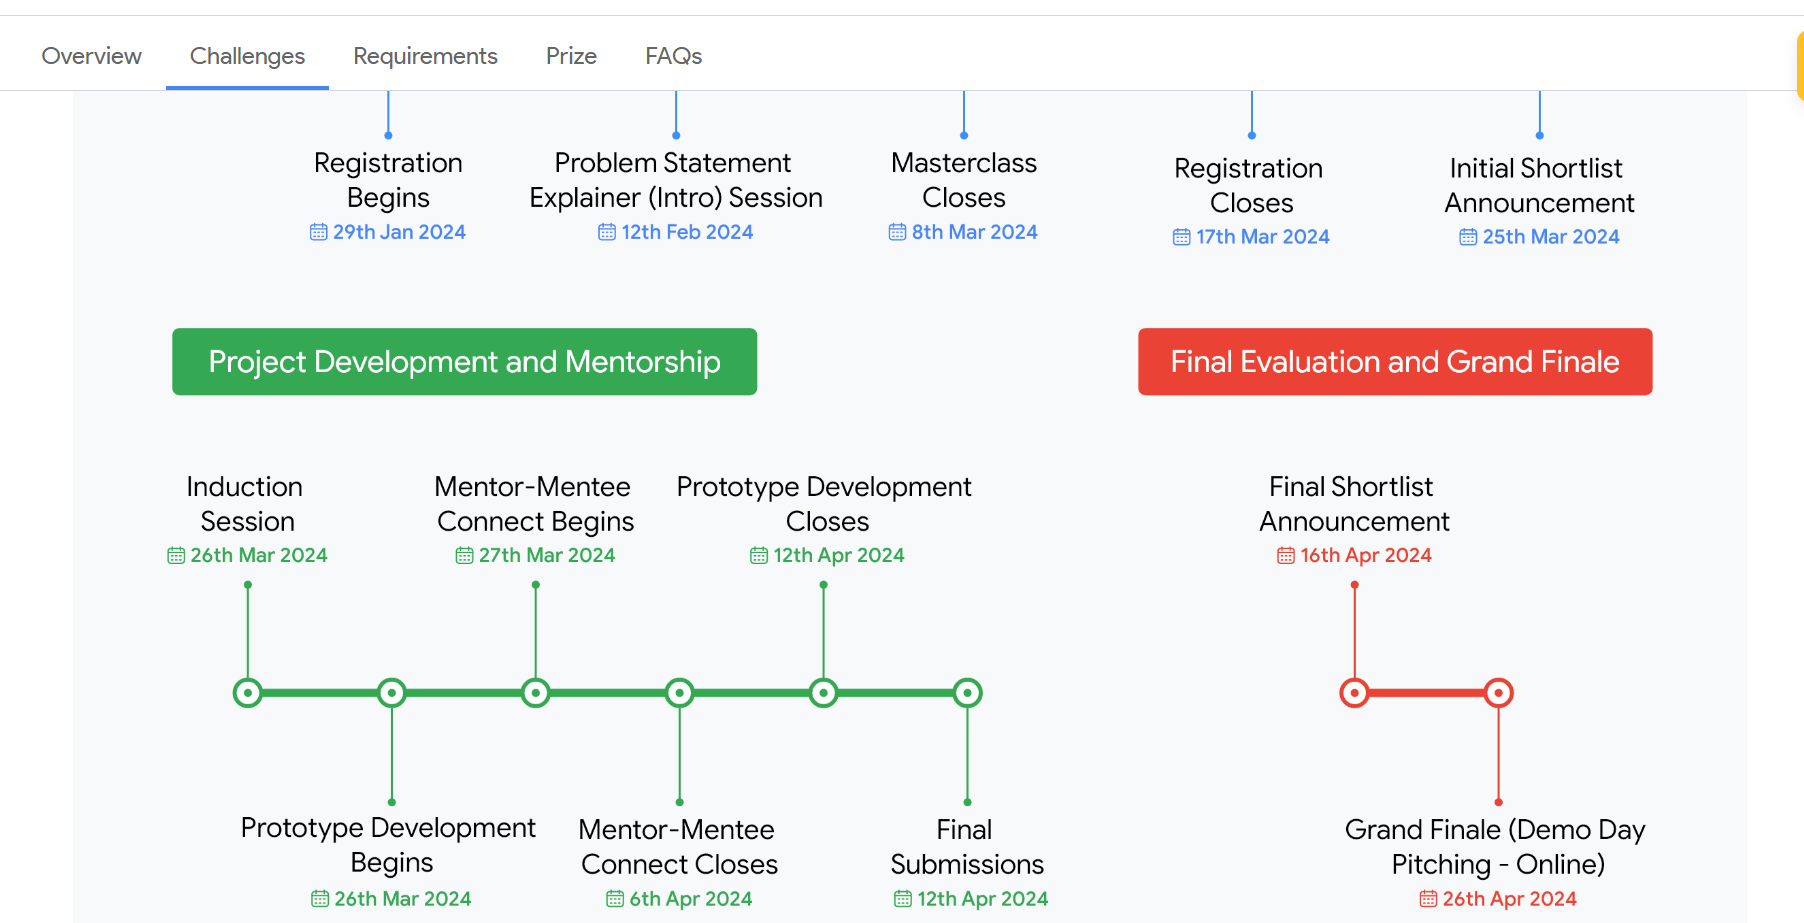 Overview
Challenges
Requirements
Prize
FAQs
Registration
Begins
29th Jan 2024
Problem Statement
Explainer (Intro) Session
12th Feb 2024
Masterclass
Closes
8th Mar 2024
Registration
Closes
17th Mar 2024
Initial Shortlist
Announcement
25th Mar 2024
Project Development and Mentorship
Final Evaluation and Grand Finale
Induction
Session
26th Mar 2024
Mentor-Mentee
Connect Begins
27th Mar 2024
Prototype Development
Closes
12th Apr 2024
Final Shortlist
Announcement
16th Apr 2024
Prototype Development
Begins
26th Mar 2024
Mentor-Mentee
Connect Closes
6th Apr 2024
Final
Submissions
12th Apr 2024
Grand Finale (Demo Day
Pitching - Online)
26th Apr 2024